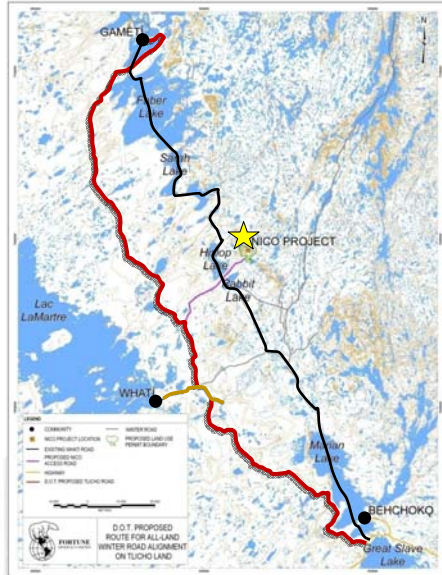 GAMETI
Faber
Lake
Sarah
Lake
NICO PROJECT
Hislop
Lake
Rabbit
Lake
Lac
LaMartre
WHATI
Marian
Lake
BEHCHOKO
Great Slave
Lake
N
LEGEND
COMMUNITY
NICO PROJECT LOCATION
EXISTING WHATI ROAD
PROPOSED NICO
ACCESS ROAD
HIGHWAY
D.O.T. PROPOSED TLICHO ROAD
WINTER ROAD
PROPOSED LAND USE
PERMIT BOUNDARY
FORTUNE
D.O.T. PROPOSED
ROUTE FOR ALL-LAND
WINTER ROAD ALIGNMENT
ON TLICHO LAND